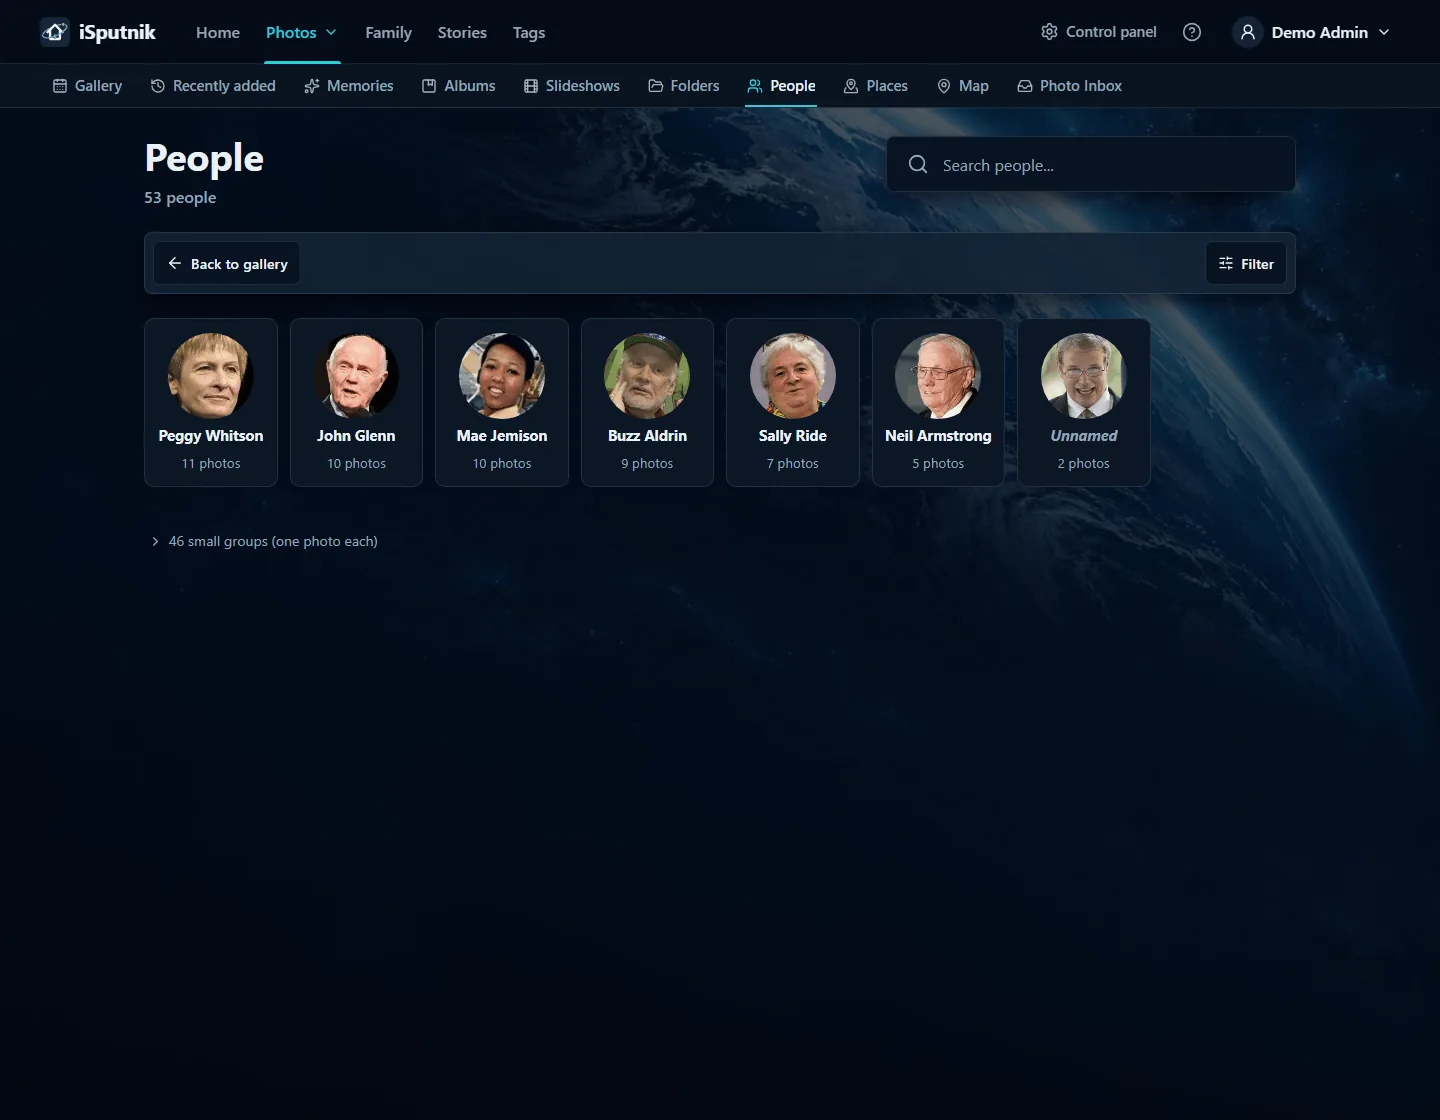 iSputnik
Home
Photos
Family
Stories
Tags
Control panel
Demo Admin
Gallery
Recently added
Memories
Albums
Slideshows
Folders
People
Places
Map
Photo Inbox
People
53 people
Search people...
Back to gallery
Filter
Peggy Whitson
11 photos
John Glenn
10 photos
Mae Jemison
10 photos
Buzz Aldrin
9 photos
Sally Ride
7 photos
Neil Armstrong
5 photos
Unnamed
2 photos
46 small groups (one photo each)